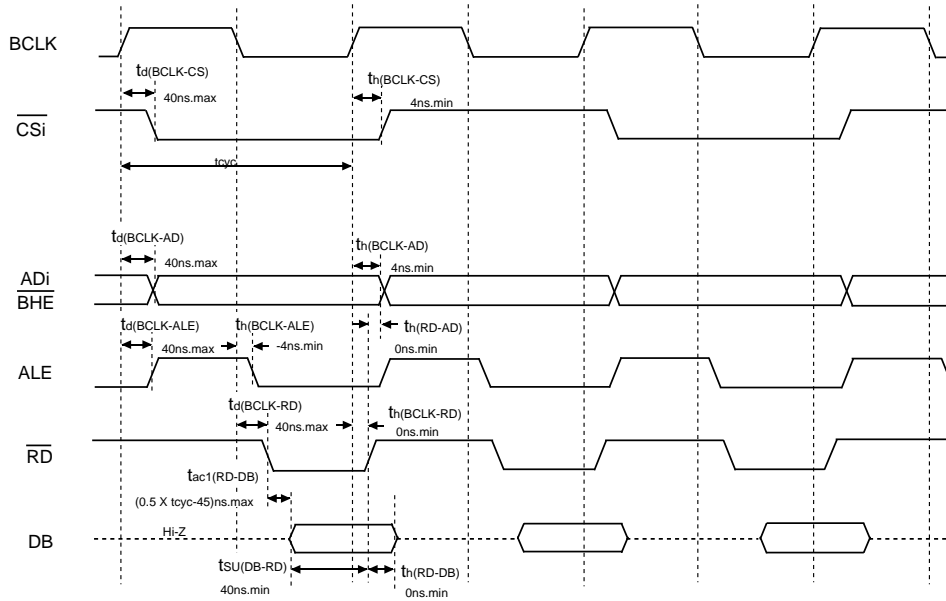 BCLK
td(BCLK-CS)
40ns.max
th(BCLK-CS)
4ns.min
CSi
tcyc
td(BCLK-AD)
40ns.max
th(BCLK-AD)
4ns.min
ADi
BHE
td(BCLK-ALE)
40ns.max
th(BCLK-ALE)
-4ns.min
th(RD-AD)
0ns.min
ALE
td(BCLK-RD)
40ns.max
th(BCLK-RD)
0ns.min
RD
tac1(RD-DB)
(0.5 X tcyc-45)ns.max
Hi-Z
DB
tSU(DB-RD)
40ns.min
th(RD-DB)
0ns.min